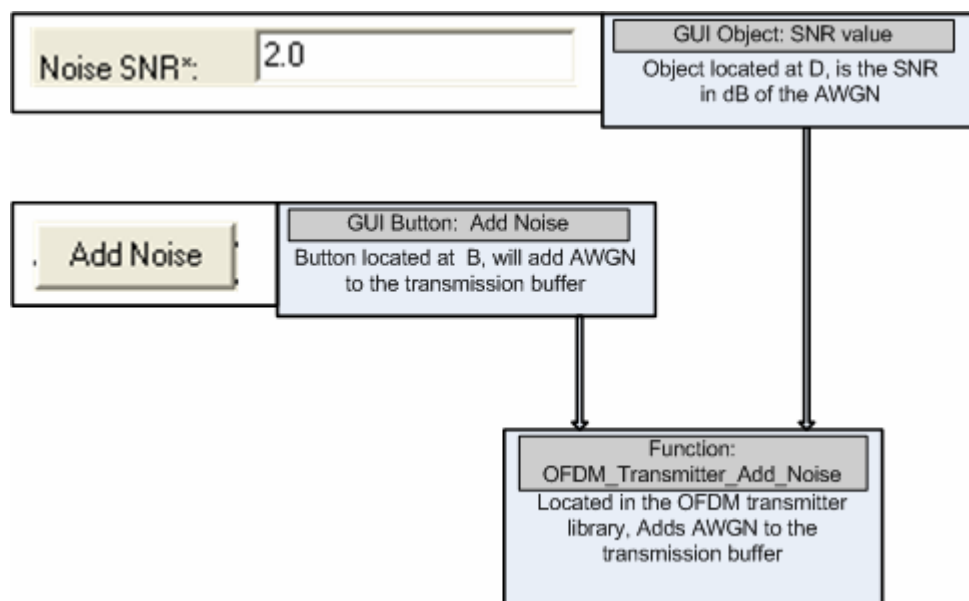 Noise SNR*:
2.0
GUI Object: SNR value
Object located at D, is the SNR
in dB of the AWGN
Add Noise
GUI Button:  Add Noise
Button located at  B, will add AWGN
to the transmission buffer
Function:
OFDM_Transmitter_Add_Noise
Located in the OFDM transmitter
library, Adds AWGN to the
transmission buffer